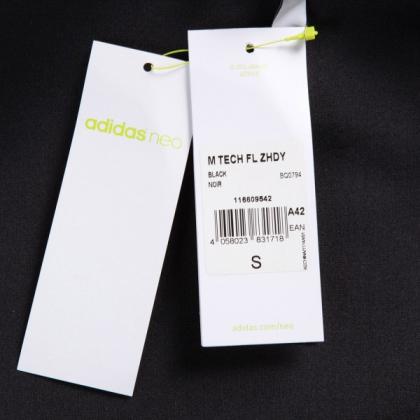 adidas neo
M TECH FL ZHDY
BLACK BQ0794
NOIR
116609542
A42
EAN
4 058023 831718
S
adidas.com/neo